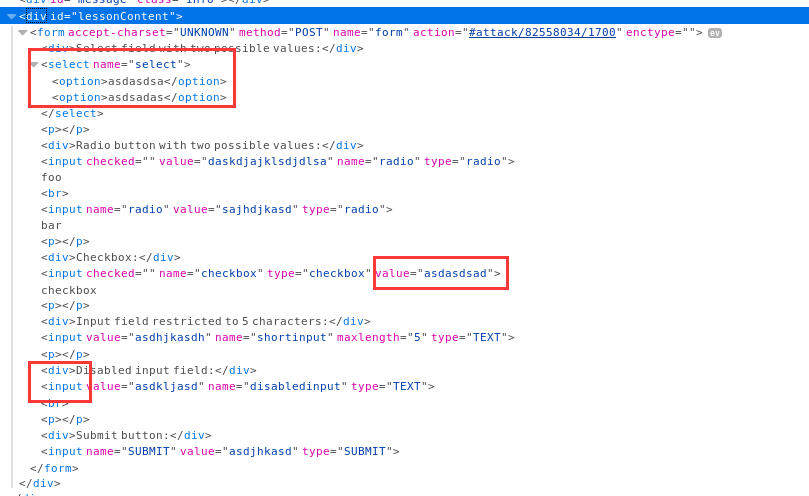 <div id="message" class="info"></div>
<div id="lessonContent">
<form accept-charset="UNKNOWN" method="POST" name="form" action="#attack/82558034/1700" enctype=""> ev
<div>Select field with two possible values:</div>
<select name="select">
<option>asdasdsa</option>
<option>asdsadas</option>
</select>
<p></p>
<div>Radio button with two possible values:</div>
<input checked="" value="daskdjajklsdjdlsa" name="radio" type="radio">
foo
<br>
<input name="radio" value="sajhdjkasd" type="radio">
bar
<p></p>
<div>Checkbox:</div>
<input checked="" name="checkbox" type="checkbox" value="asdasdsad">
checkbox
<p></p>
<div>Input field restricted to 5 characters:</div>
<input value="asdhjkasdh" name="shortinput" maxlength="5" type="TEXT">
<p></p>
<div>Disabled input field:</div>
<input value="asdkljasd" name="disabledinput" type="TEXT">
<br>
<p></p>
<div>Submit button:</div>
<input name="SUBMIT" value="asdjhkasd" type="SUBMIT">
</form>
</div>